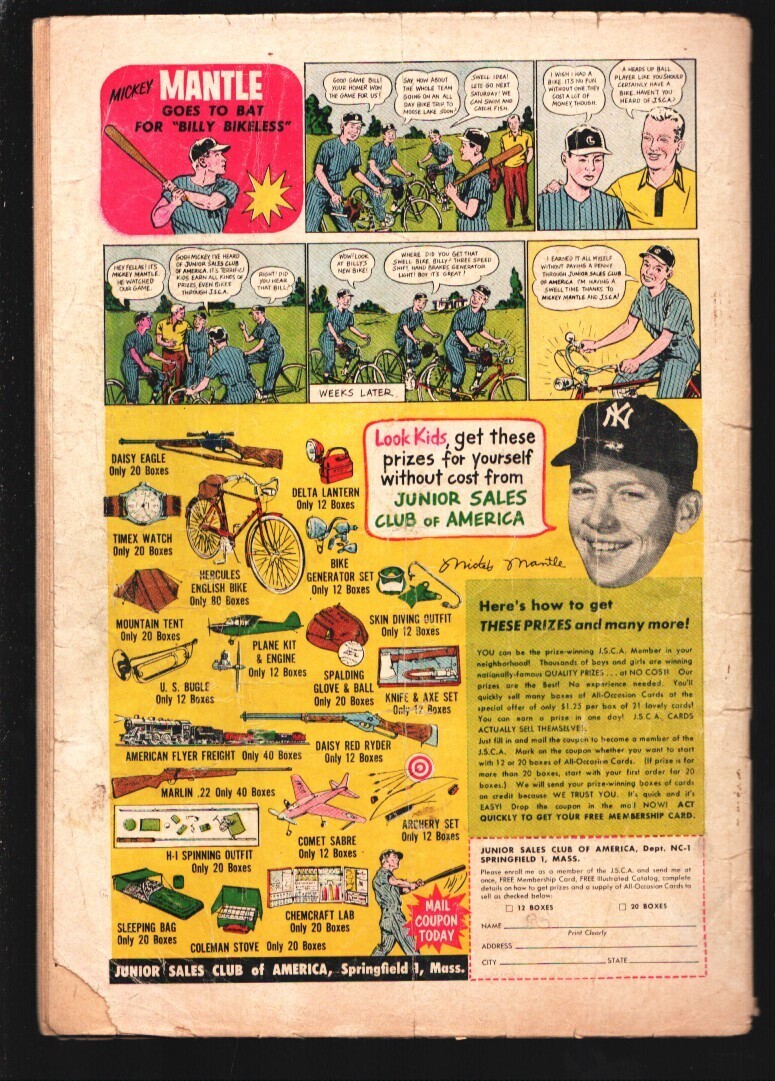 MICKEY MANTLE
GOES TO BAT
FOR "BILLY BIKELESS"
GOOD GAME BILL!
YOUR HOMER WON
THE GAME FOR US!
SAY, HOW ABOUT
THE WHOLE TEAM
GOING ON AN ALL
DAY BIKE TRIP TO
MOOSE LAKE SOON?
SWELL IDEA!
LETS GO NEXT
SATURDAY! WE
CAN SWIM AND
CATCH FISH.
I WISH I HAD A
BIKE. IT'S NO FUN
WITHOUT ONE. THEY
COST A LOT OF
MONEY, THOUGH.
A HEADS UP BALL
PLAYER LIKE YOU SHOULD
CERTAINLY HAVE A
BIKE. HAVEN'T YOU
HEARD OF J.S.C.A.?
HEY FELLAS! IT'S
MICKEY MANTLE.
HE WATCHED
OUR GAME.
GOSH MICKEY, I'VE HEARD
OF JUNIOR SALES CLUB
OF AMERICA. IT'S TERRIFIC!
KIDS EARN ALL KINDS OF
PRIZES, EVEN BIKES
THROUGH J.S.C.A.
RIGHT! DID
YOU HEAR
THAT BILL?
WOW! LOOK
AT BILLY'S
NEW BIKE!
WHERE DID YOU GET THAT
SWELL BIKE, BILLY? THREE SPEED
SHIFT, HAND BRAKES GENERATOR
LIGHT! BOY IT'S GREAT!
WEEKS LATER
I EARNED IT ALL MYSELF
WITHOUT PAYING A PENNY
THROUGH JUNIOR SALES CLUB
OF AMERICA. I'M HAVING A
SWELL TIME THANKS TO
MICKEY MANTLE AND J.S.C.A!
Look Kids, get these
prizes for yourself
without cost from
JUNIOR SALES
CLUB of AMERICA
NY
Mickey Mantle
DAISY EAGLE
Only 20 Boxes
DELTA LANTERN
Only 12 Boxes
TIMEX WATCH
Only 20 Boxes
HERCULES
ENGLISH BIKE
Only 80 Boxes
BIKE
GENERATOR SET
Only 12 Boxes
MOUNTAIN TENT
Only 20 Boxes
SKIN DIVING OUTFIT
Only 12 Boxes
PLANE KIT
& ENGINE
Only 12 Boxes
U. S. BUGLE
Only 12 Boxes
SPALDING
GLOVE & BALL
Only 20 Boxes
KNIFE & AXE SET
Only 12 Boxes
AMERICAN FLYER FREIGHT Only 40 Boxes
DAISY RED RYDER
Only 12 Boxes
MARLIN .22 Only 40 Boxes
COMET SABRE
Only 12 Boxes
ARCHERY SET
Only 12 Boxes
H-I SPINNING OUTFIT
Only 20 Boxes
SLEEPING BAG
Only 20 Boxes
CHEMCRAFT LAB
Only 20 Boxes
COLEMAN STOVE Only 20 Boxes
MAIL
COUPON
TODAY
JUNIOR SALES CLUB of AMERICA, Springfield 1, Mass.
Here's how to get
THESE PRIZES and many more!
YOU can be the prize-winning J.S.C.A. Member in your
neighborhood! Thousands of boys and girls are winning
nationally-famous QUALITY PRIZES . . . at NO COST! Our
prizes are the Best! No experience needed. You'll
quickly sell many boxes of All-Occasion Cards at the
special offer of only $1.25 per box of 21 lovely cards!
You can earn a prize in one day! J.S.C.A. CARDS
ACTUALLY SELL THEMSELVES.
Just fill in and mail the coupon to become a member of the
J.S.C.A. Mark on the coupon whether you want to start
with 12 or 20 boxes of All-Occasion Cards. (If prize is for
more than 20 boxes, start with your first order for 20
boxes.) We will send your prize-winning boxes of cards
on credit because WE TRUST YOU. It's quick and it's
EASY! Drop the coupon in the mail NOW! ACT
QUICKLY TO GET YOUR FREE MEMBERSHIP CARD.
JUNIOR SALES CLUB OF AMERICA, Dept. NC-1
SPRINGFIELD 1, MASS.
Please enroll me as a member of the J.S.C.A. and send me at
once, FREE Membership Card, FREE Illustrated Catalog, complete
details on how to get prizes and a supply of All-Occasion Cards to
sell as checked below:
12 BOXES 20 BOXES
NAME
Print Clearly
ADDRESS
CITY STATE